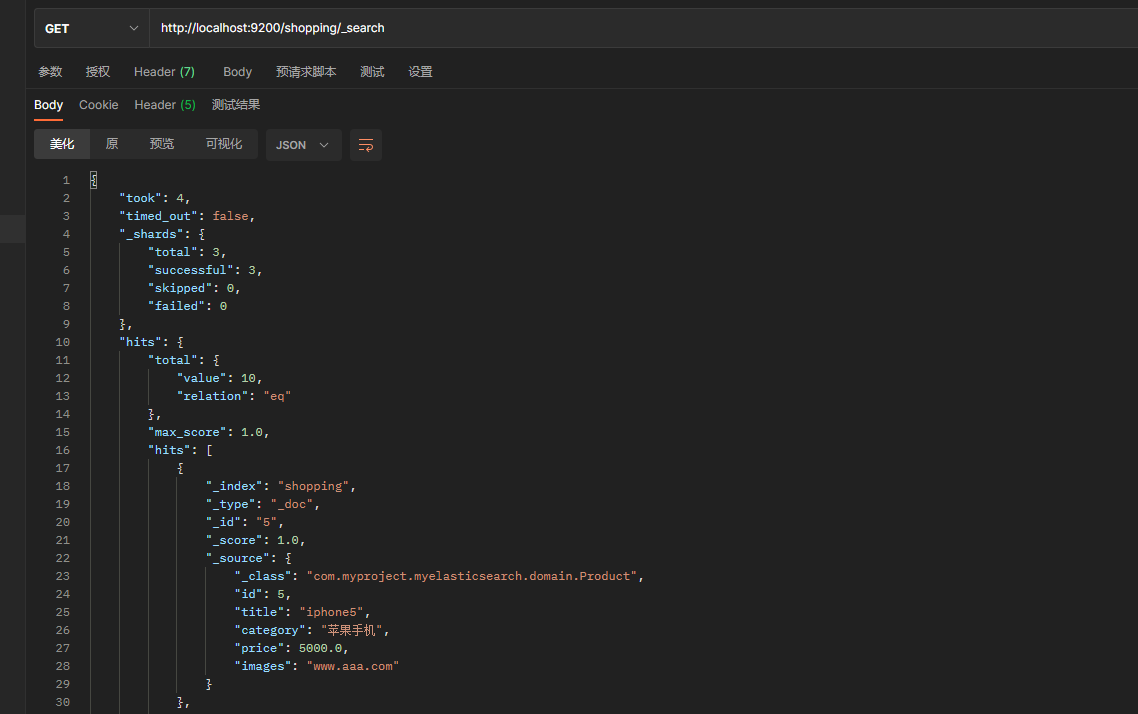 GET http://localhost:9200/shopping/_search
参数 授权 Header (7) Body 预请求脚本 测试 设置
Body Cookie Header (5) 测试结果
美化 原 预览 可视化 JSON
1 {
2 "took": 4,
3 "timed_out": false,
4 "_shards": {
5 "total": 3,
6 "successful": 3,
7 "skipped": 0,
8 "failed": 0
9 },
10 "hits": {
11 "total": {
12 "value": 10,
13 "relation": "eq"
14 },
15 "max_score": 1.0,
16 "hits": [
17 {
18 "_index": "shopping",
19 "_type": "_doc",
20 "_id": "5",
21 "_score": 1.0,
22 "_source": {
23 "_class": "com.myproject.myelasticsearch.domain.Product",
24 "id": 5,
25 "title": "iphone5",
26 "category": "苹果手机",
27 "price": 5000.0,
28 "images": "www.aaa.com"
29 }
30 },